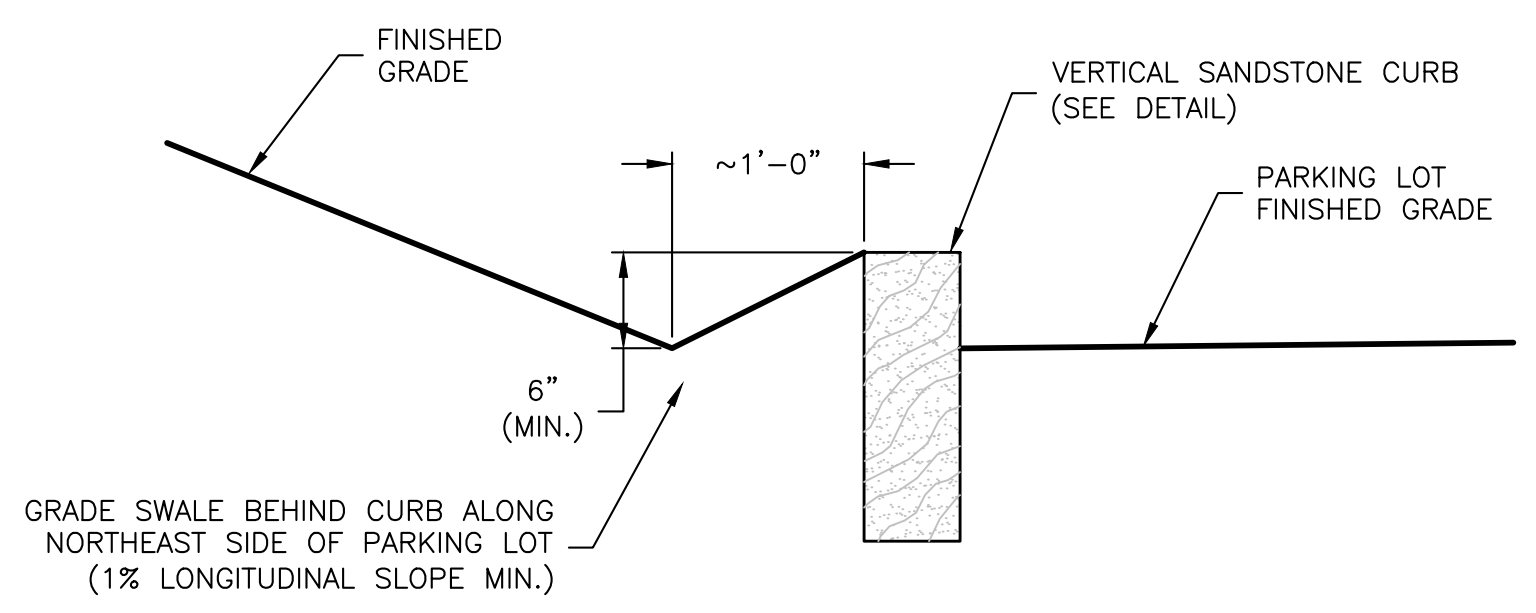 FINISHED
GRADE
VERTICAL SANDSTONE CURB
(SEE DETAIL)
~1'-0"
PARKING LOT
FINISHED GRADE
6"
(MIN.)
GRADE SWALE BEHIND CURB ALONG
NORTHEAST SIDE OF PARKING LOT
(1% LONGITUDINAL SLOPE MIN.)